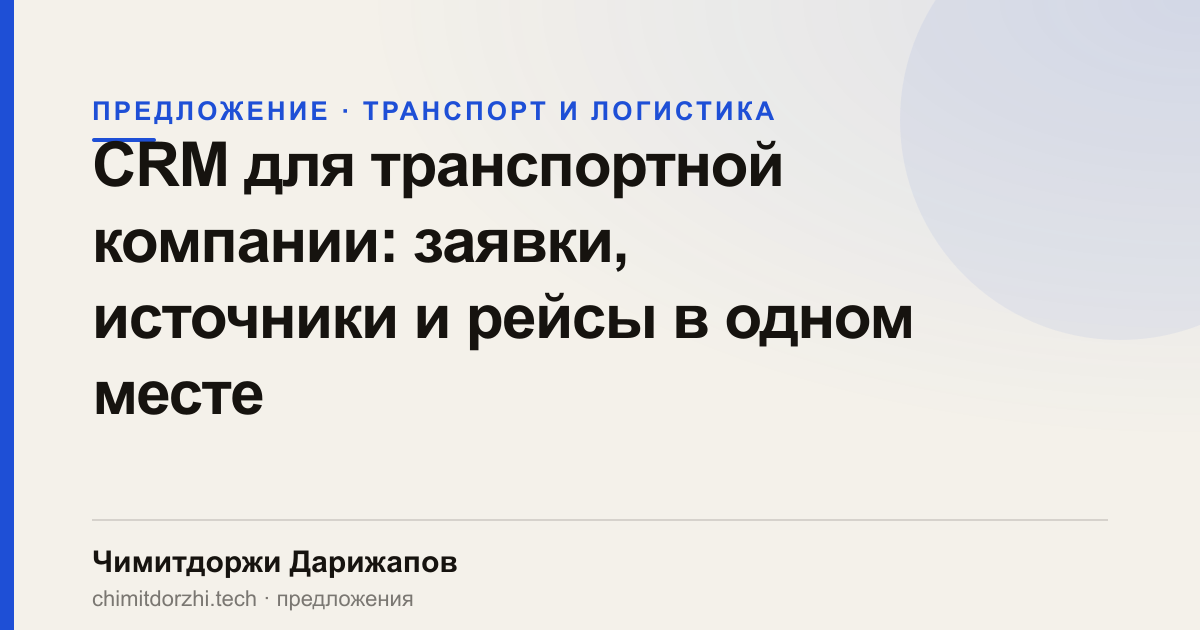 ПРЕДЛОЖЕНИЕ · ТРАНСПОРТ И ЛОГИСТИКА
CRM для транспортной
компании: заявки,
источники и рейсы в одном
месте
Чимитдоржи Дарижапов
chimitdorzhi.tech · предложения